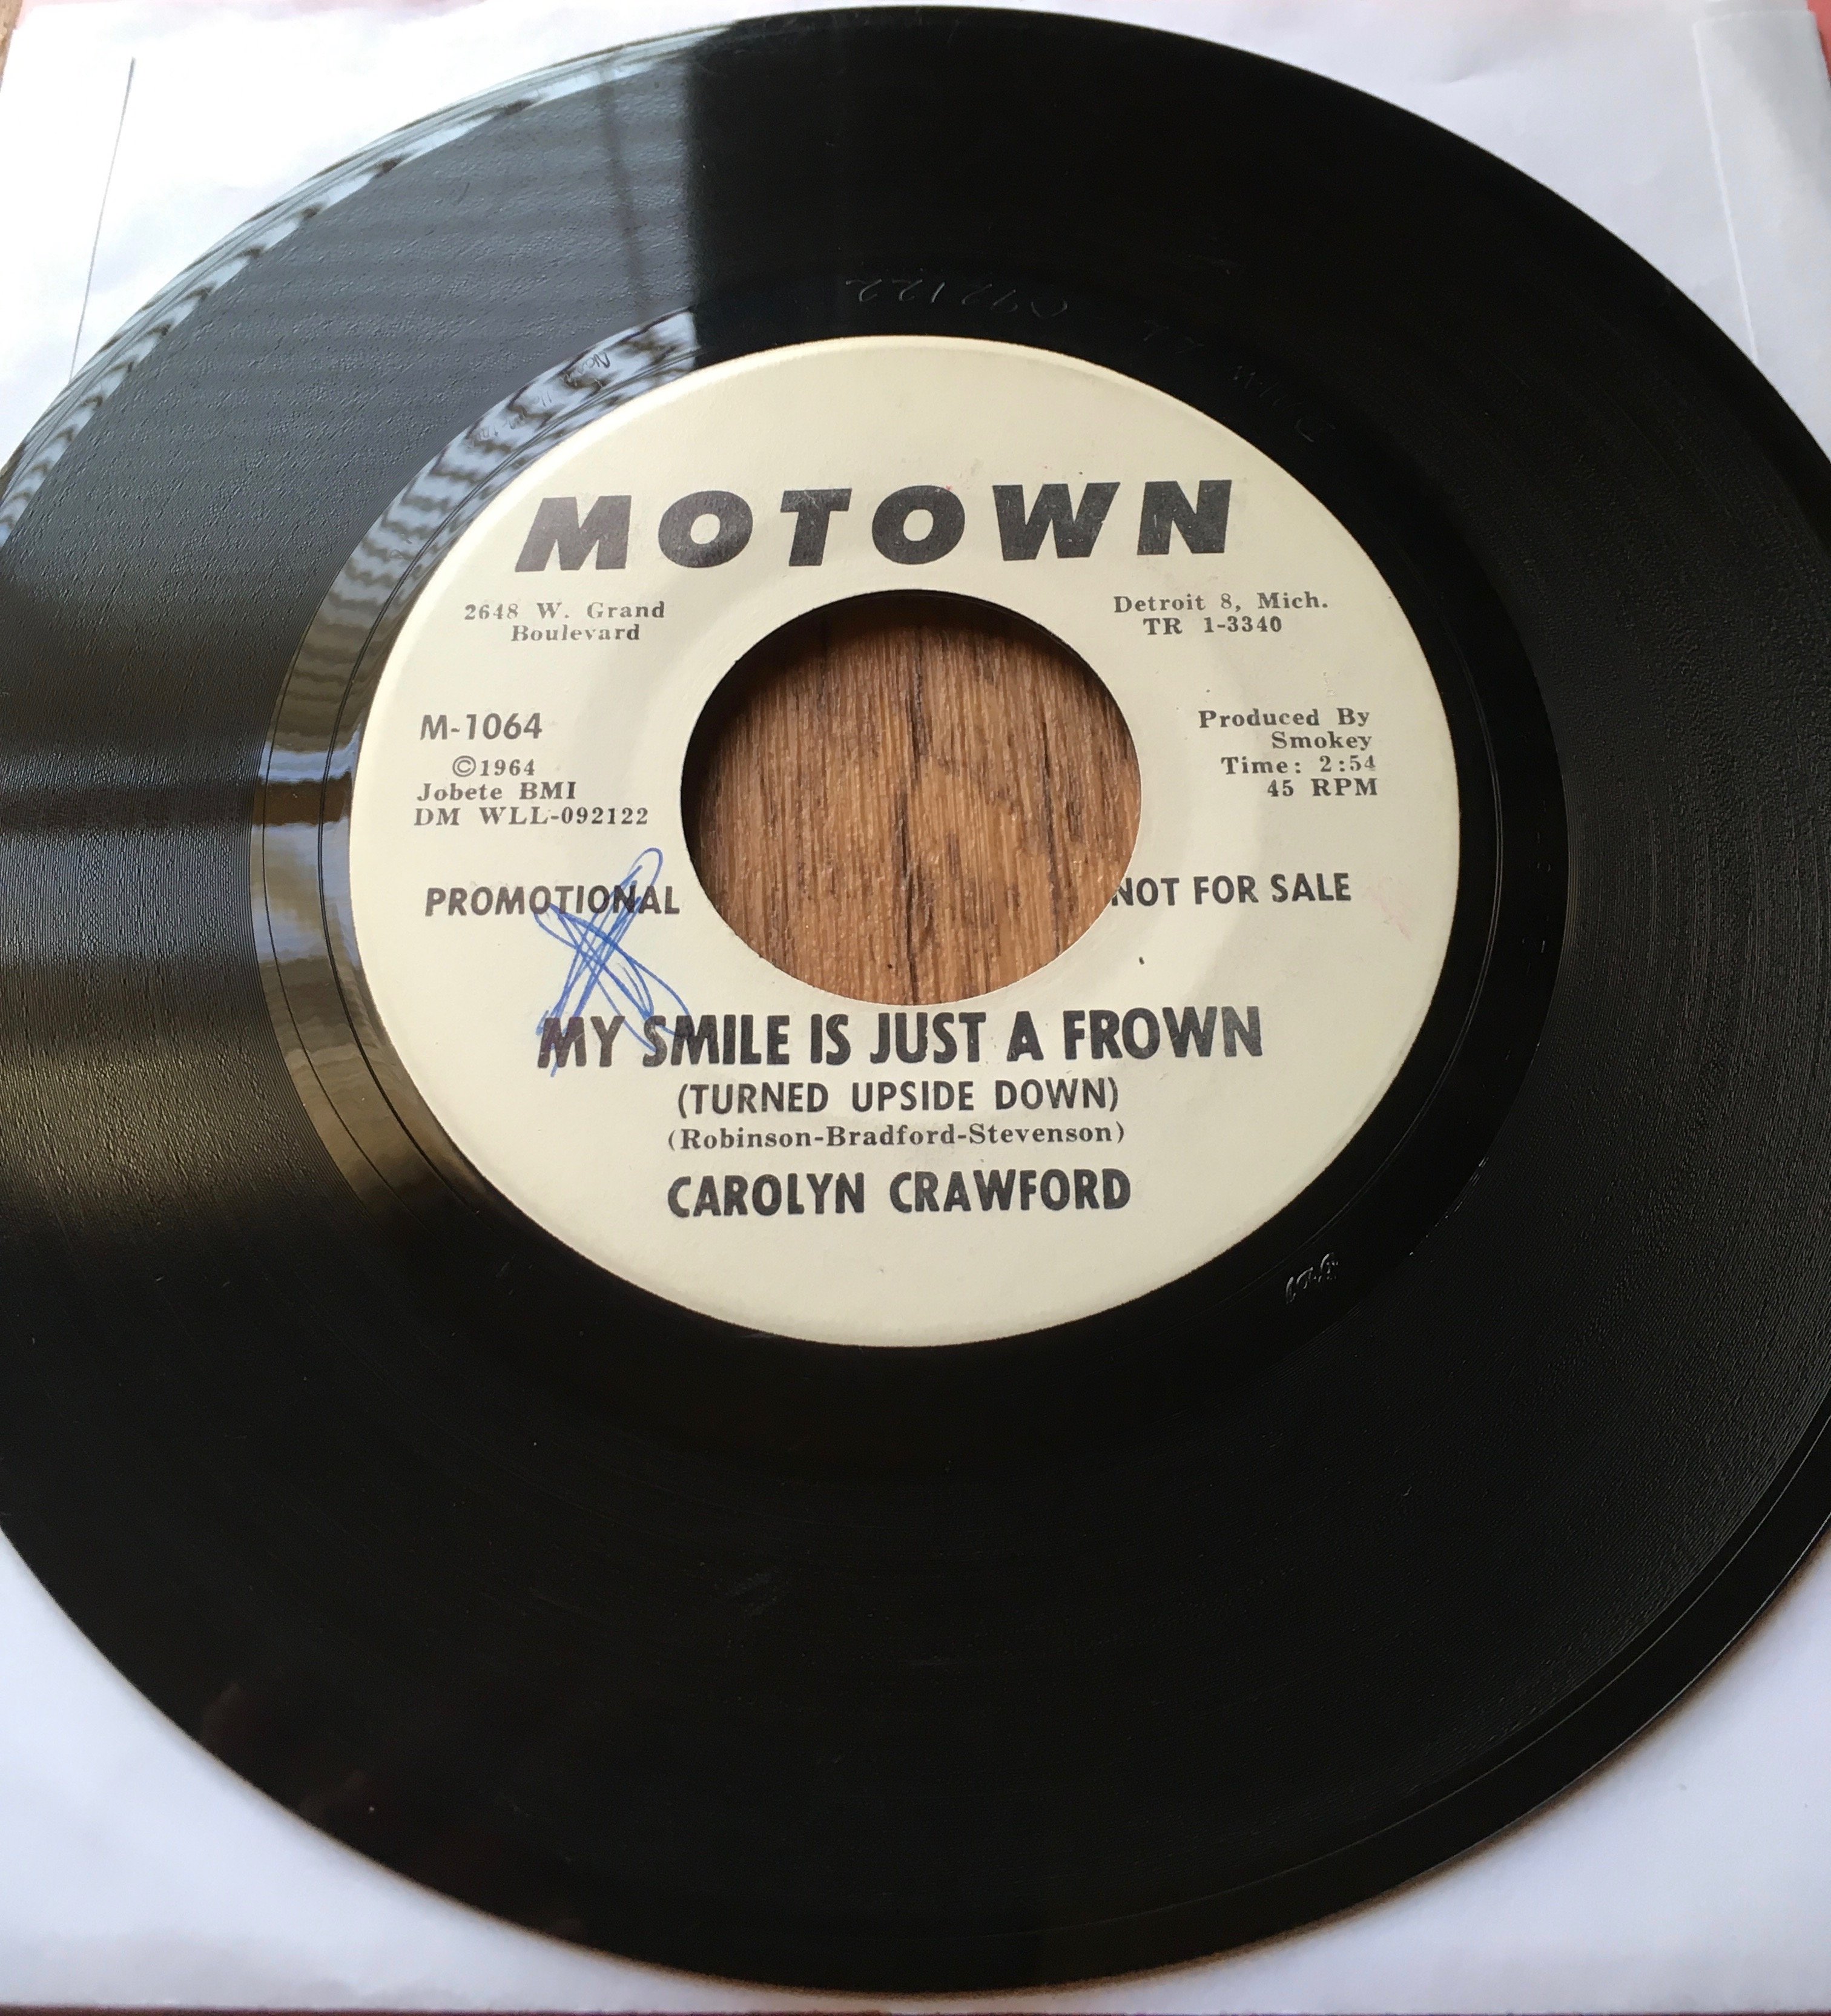 MOTOWN
2648 W. Grand
Boulevard
Detroit 8, Mich.
TR 1-3340
M-1064
©1964
Jobete BMI
DM WLL-092122
Produced By
Smokey
Time: 2:54
45 RPM
PROMOTIONAL
NOT FOR SALE
MY SMILE IS JUST A FROWN
(TURNED UPSIDE DOWN)
(Robinson-Bradford-Stevenson)
CAROLYN CRAWFORD
092122